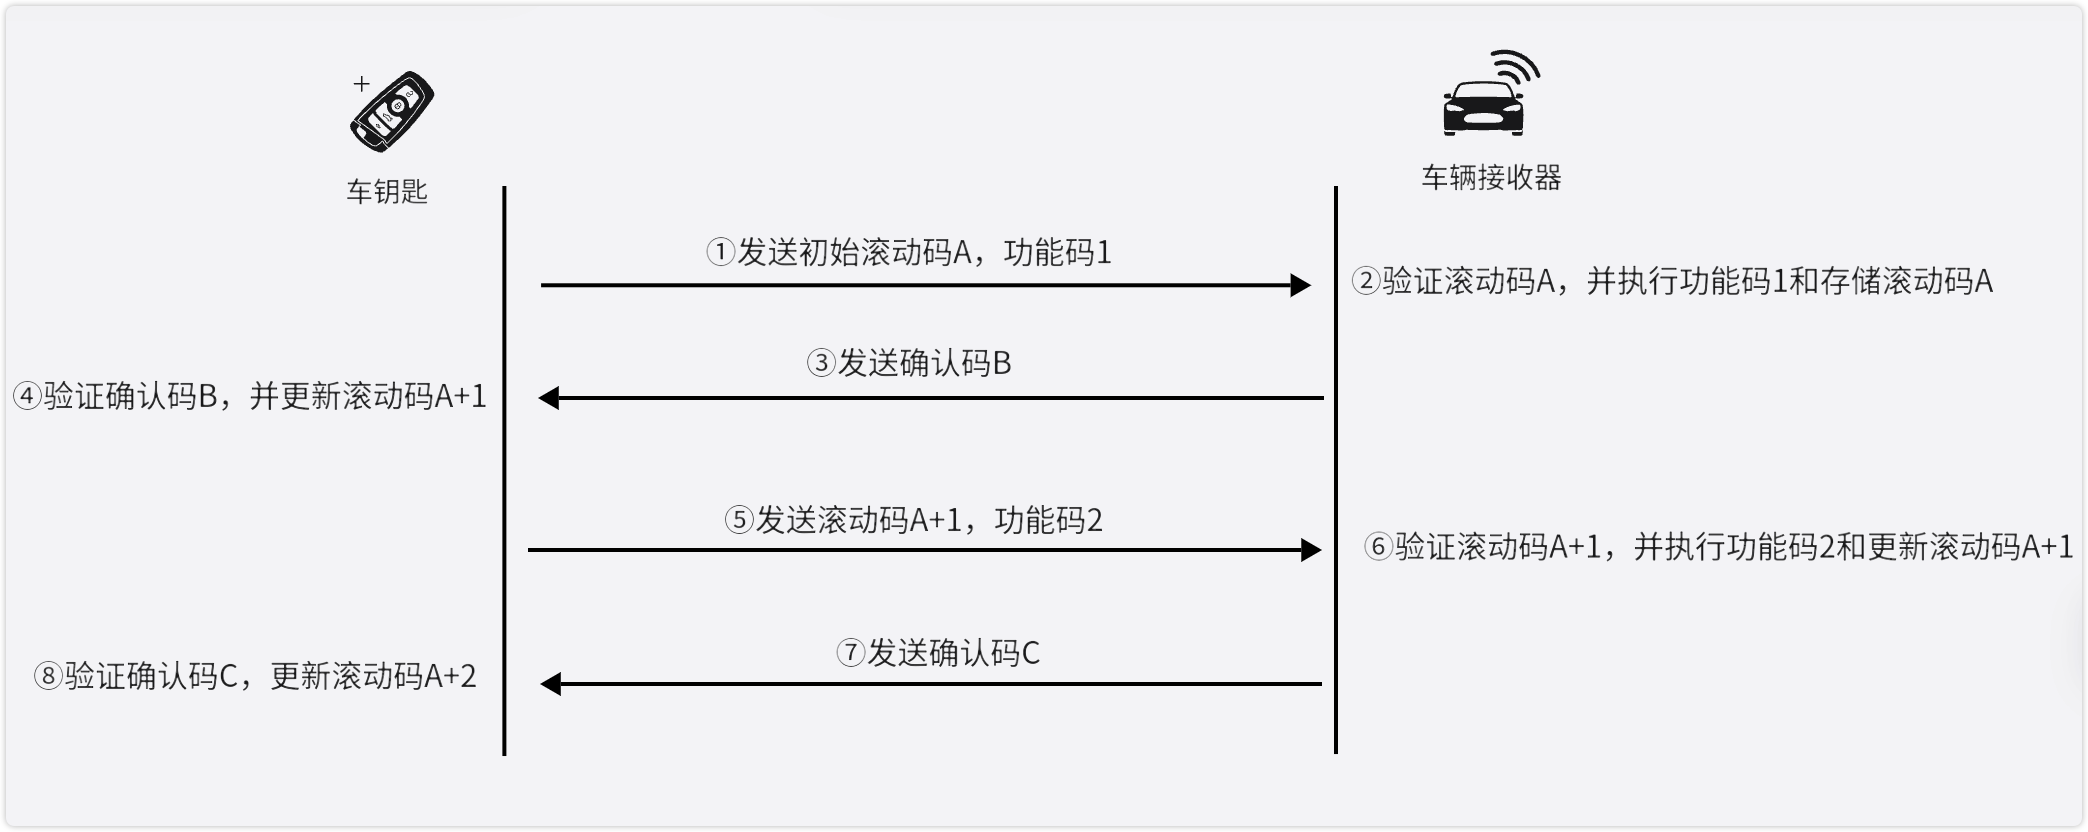 车钥匙
车辆接收器
①发送初始滚动码A，功能码1
②验证滚动码A，并执行功能码1和存储滚动码A
③发送确认码B
④验证确认码B，并更新滚动码A+1
⑤发送滚动码A+1，功能码2
⑥验证滚动码A+1，并执行功能码2和更新滚动码A+1
⑦发送确认码C
⑧验证确认码C，更新滚动码A+2